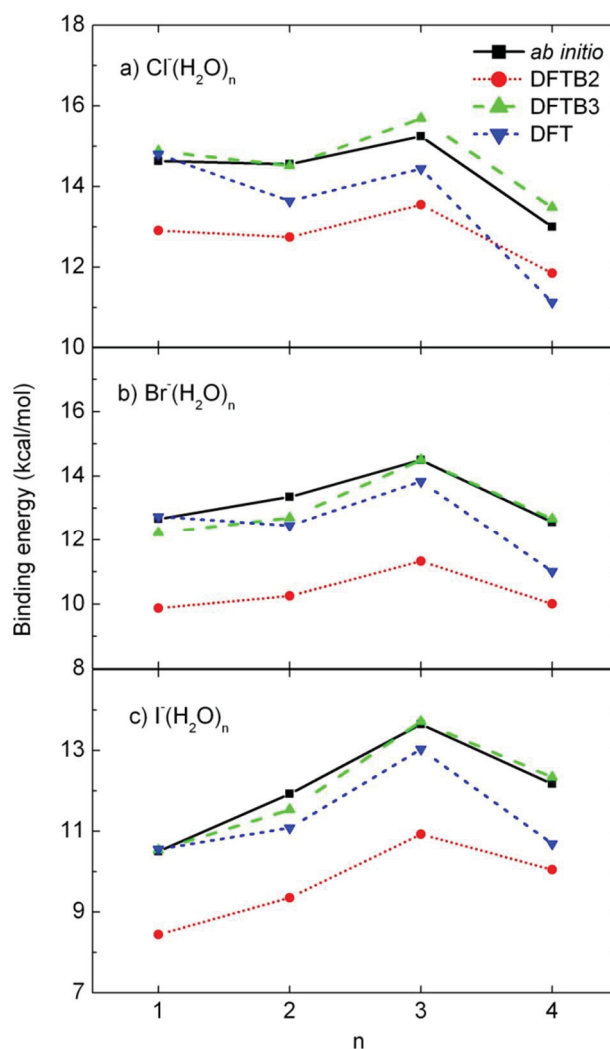 18
a) Cl⁻(H₂O)ₙ
ab initio
DFTB2
DFTB3
DFT
16
14
12
10
b) Br⁻(H₂O)ₙ
16
14
12
10
8
Binding energy (kcal/mol)
c) I⁻(H₂O)ₙ
13
11
9
7
1 2 3 4
n